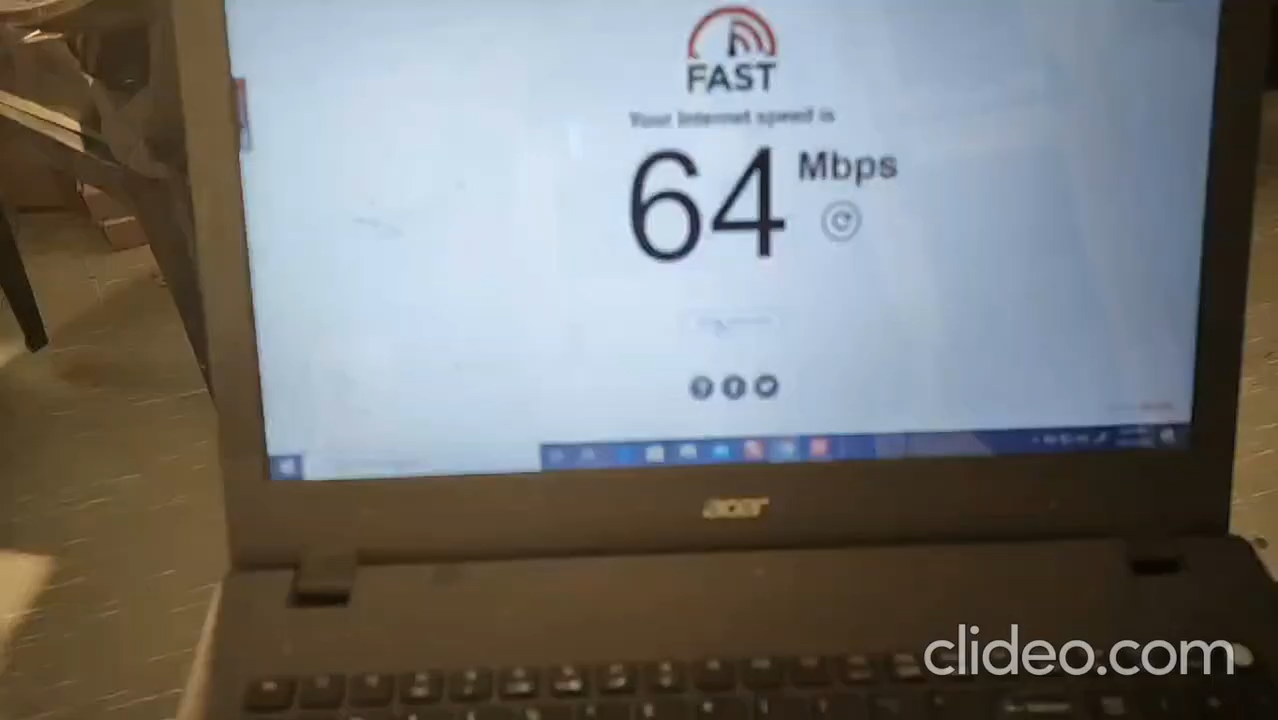 FAST
Your Internet speed is
64 Mbps
acer
clideo.com